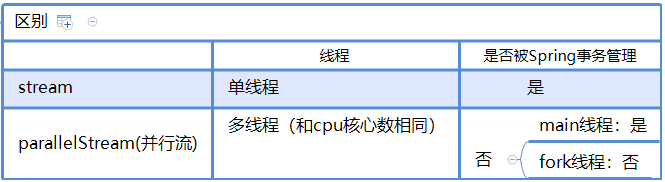 区别
线程 是否被Spring事务管理
stream 单线程 是
parallelStream(并行流) 多线程（和cpu核心数相同） 否 main线程：是
fork线程：否